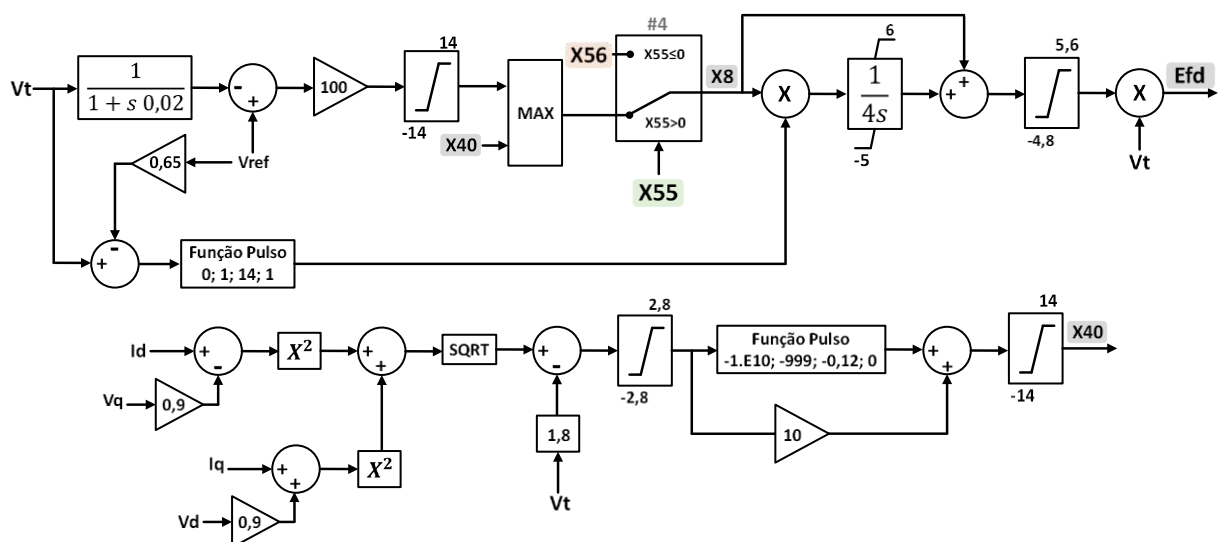 #4
14
6
5,6
X56
X55≤0
Vt
1
1 + s 0,02
-
+
100
-14
MAX
X8
X
1
4s
+
+
Efd
X
X40
X55>0
-5
-4,8
Vt
0,65
Vref
X55
-
+
Função Pulso
0; 1; 14; 1
2,8
14
X40
Id
+
-
X²
+
+
SQRT
+
-
Função Pulso
-1.E10; -999; -0,12; 0
+
+
-2,8
-14
Vq
0,9
1,8
10
Iq
+
+
X²
Vt
Vd
0,9